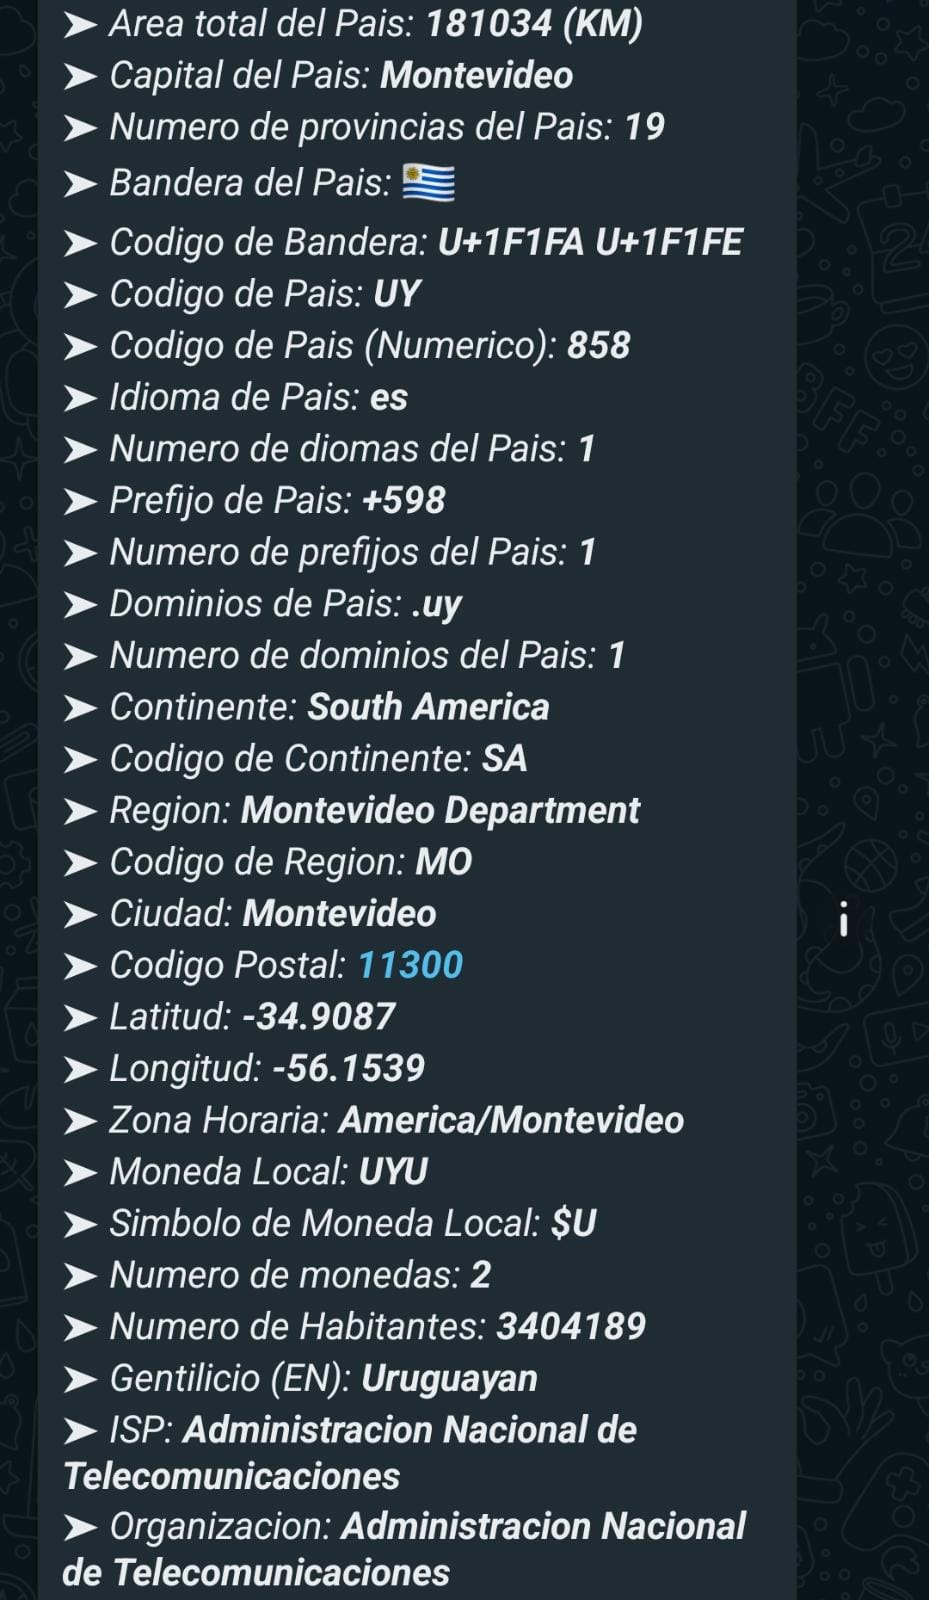 ➤ Area total del Pais: 181034 (KM)
➤ Capital del Pais: Montevideo
➤ Numero de provincias del Pais: 19
➤ Bandera del Pais: 🇺🇾
➤ Codigo de Bandera: U+1F1FA U+1F1FE
➤ Codigo de Pais: UY
➤ Codigo de Pais (Numerico): 858
➤ Idioma de Pais: es
➤ Numero de diomas del Pais: 1
➤ Prefijo de Pais: +598
➤ Numero de prefijos del Pais: 1
➤ Dominios de Pais: .uy
➤ Numero de dominios del Pais: 1
➤ Continente: South America
➤ Codigo de Continente: SA
➤ Region: Montevideo Department
➤ Codigo de Region: MO
➤ Ciudad: Montevideo
➤ Codigo Postal: 11300
➤ Latitud: -34.9087
➤ Longitud: -56.1539
➤ Zona Horaria: America/Montevideo
➤ Moneda Local: UYU
➤ Simbolo de Moneda Local: $U
➤ Numero de monedas: 2
➤ Numero de Habitantes: 3404189
➤ Gentilicio (EN): Uruguayan
➤ ISP: Administracion Nacional de
Telecomunicaciones
➤ Organizacion: Administracion Nacional
de Telecomunicaciones